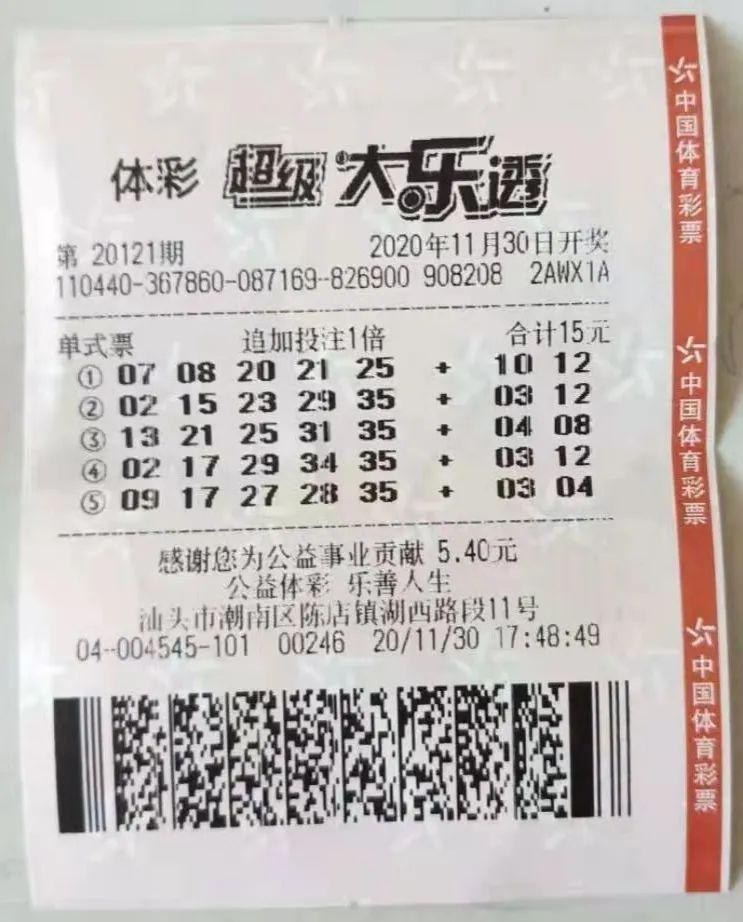 体彩 超级大乐透
第 20121期 2020年11月30日开奖
110440-367860-087169-826900 908208 2AWX1A
单式票 追加投注1倍 合计15元
① 07 08 20 21 25 + 10 12
② 02 15 23 29 35 + 03 12
③ 13 21 25 31 35 + 04 08
④ 02 17 29 34 35 + 03 12
⑤ 09 17 27 28 35 + 03 04
感谢您为公益事业贡献 5.40元
公益体彩 乐善人生
汕头市潮南区陈店镇湖西路段11号
04-004545-101 00246 20/11/30 17:48:49
中国体育彩票
中国体育彩票
中国体育彩票